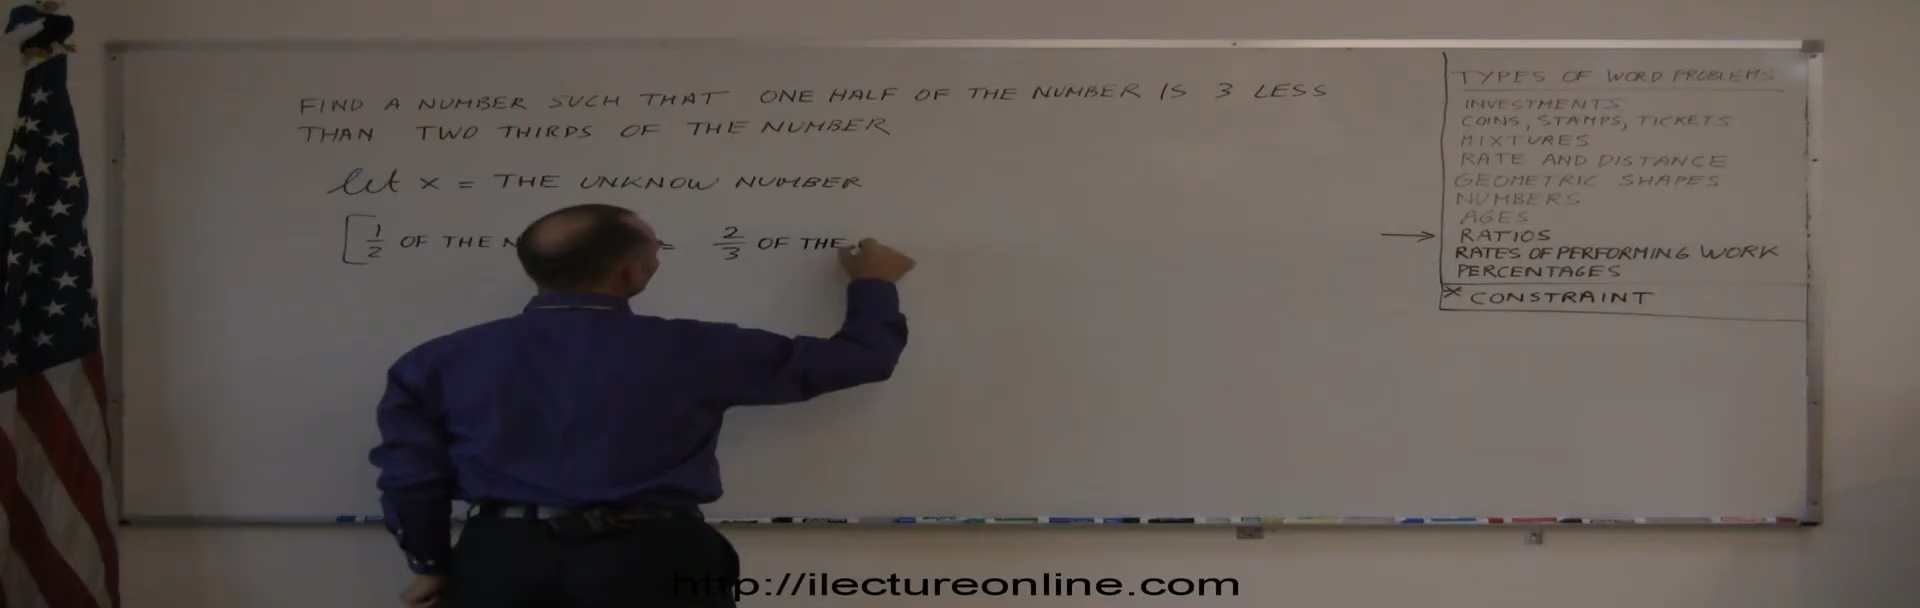 FIND A NUMBER SUCH THAT ONE HALF OF THE NUMBER IS 3 LESS
THAN TWO THIRDS OF THE NUMBER
let x = THE UNKNOW NUMBER
[1/2 OF THE = 2/3 OF THE
TYPES OF WORD PROBLEMS
INVESTMENTS
COINS, STAMPS, TICKETS
MIXTURES
RATE AND DISTANCE
GEOMETRIC SHAPES
NUMBERS
AGES
→ RATIOS
RATES OF PERFORMING WORK
PERCENTAGES
* CONSTRAINT
http://ilectureonline.com